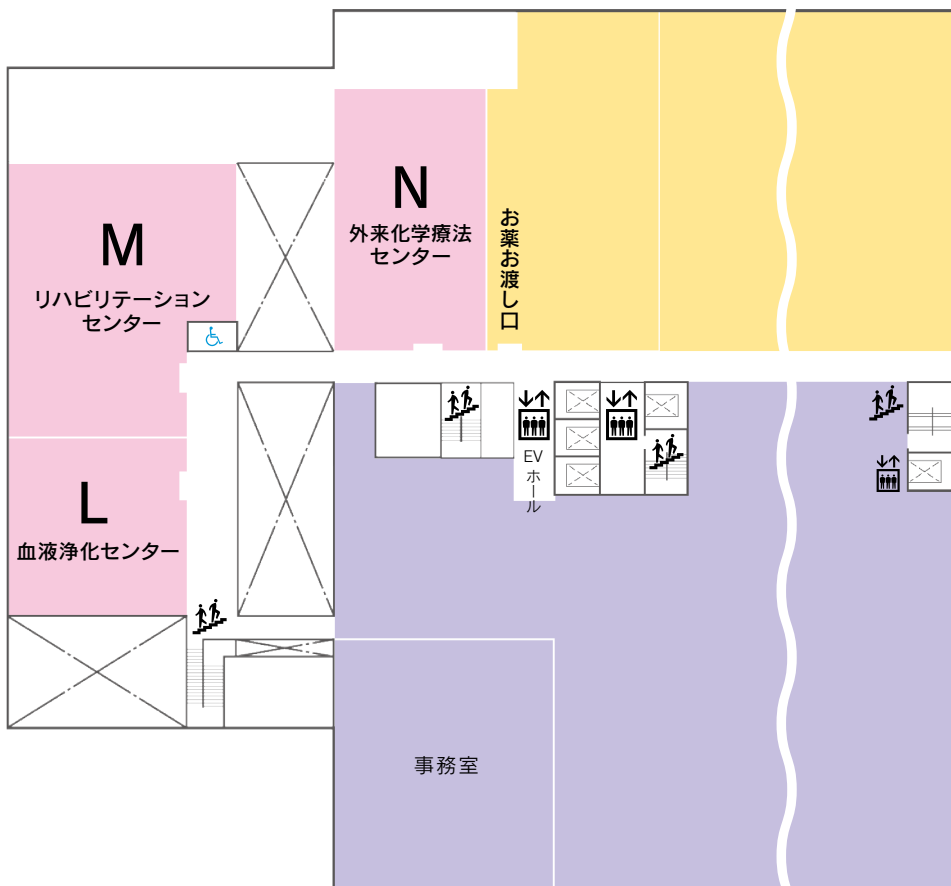 N
外来化学療法
センター
お薬お渡し口
M
リハビリテーション
センター
EV
ホール
L
血液浄化センター
事務室